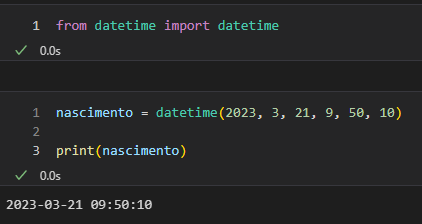 1 from datetime import datetime
✓ 0.0s
1 nascimento = datetime(2023, 3, 21, 9, 50, 10)
2
3 print(nascimento)
✓ 0.0s
2023-03-21 09:50:10